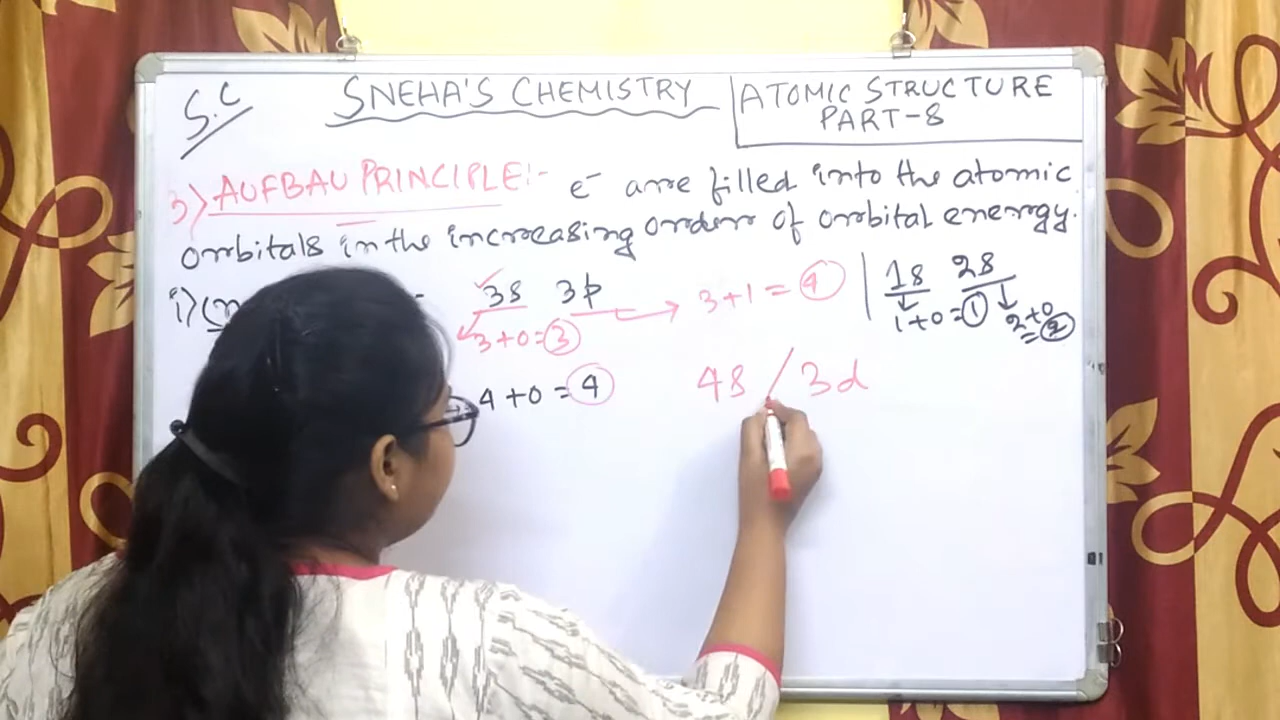 S.C
SNEHA'S CHEMISTRY
ATOMIC STRUCTURE
PART-8
3) AUFBAU PRINCIPLE:-
e⁻ are filled into the atomic
orbitals in the increasing order of orbital energy.
i) (n
3s 3p
3+0=3
3+1=4
1s 2s
1+0=1
2+0
=2
4+0=4
4s / 3d